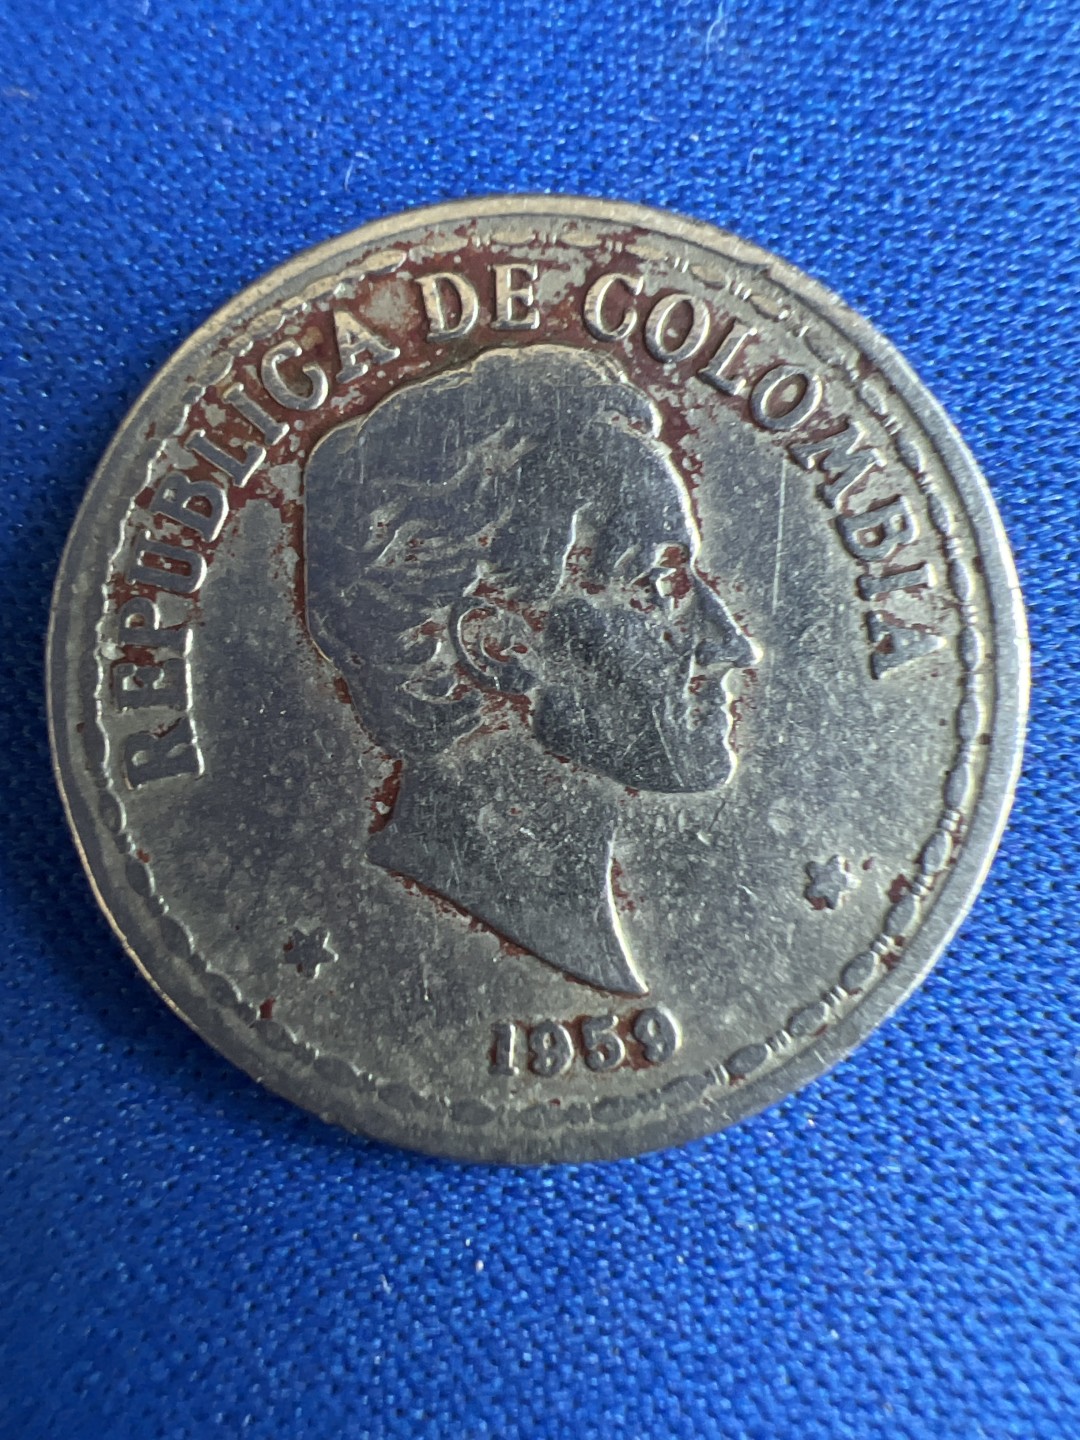 REPUBLICA DE COLOMBIA
1959